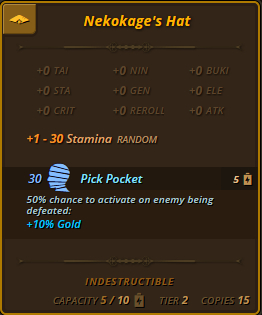 Nekokage's Hat
+0 TAI +0 NIN +0 BUKI
+0 STA +0 GEN +0 ELE
+0 CRIT +0 REROLL +0 ATK
+1 - 30 Stamina RANDOM
30 Pick Pocket 5
50% chance to activate on enemy being
defeated:
+10% Gold
INDESTRUCTIBLE
CAPACITY 5 / 10 TIER 2 COPIES 15